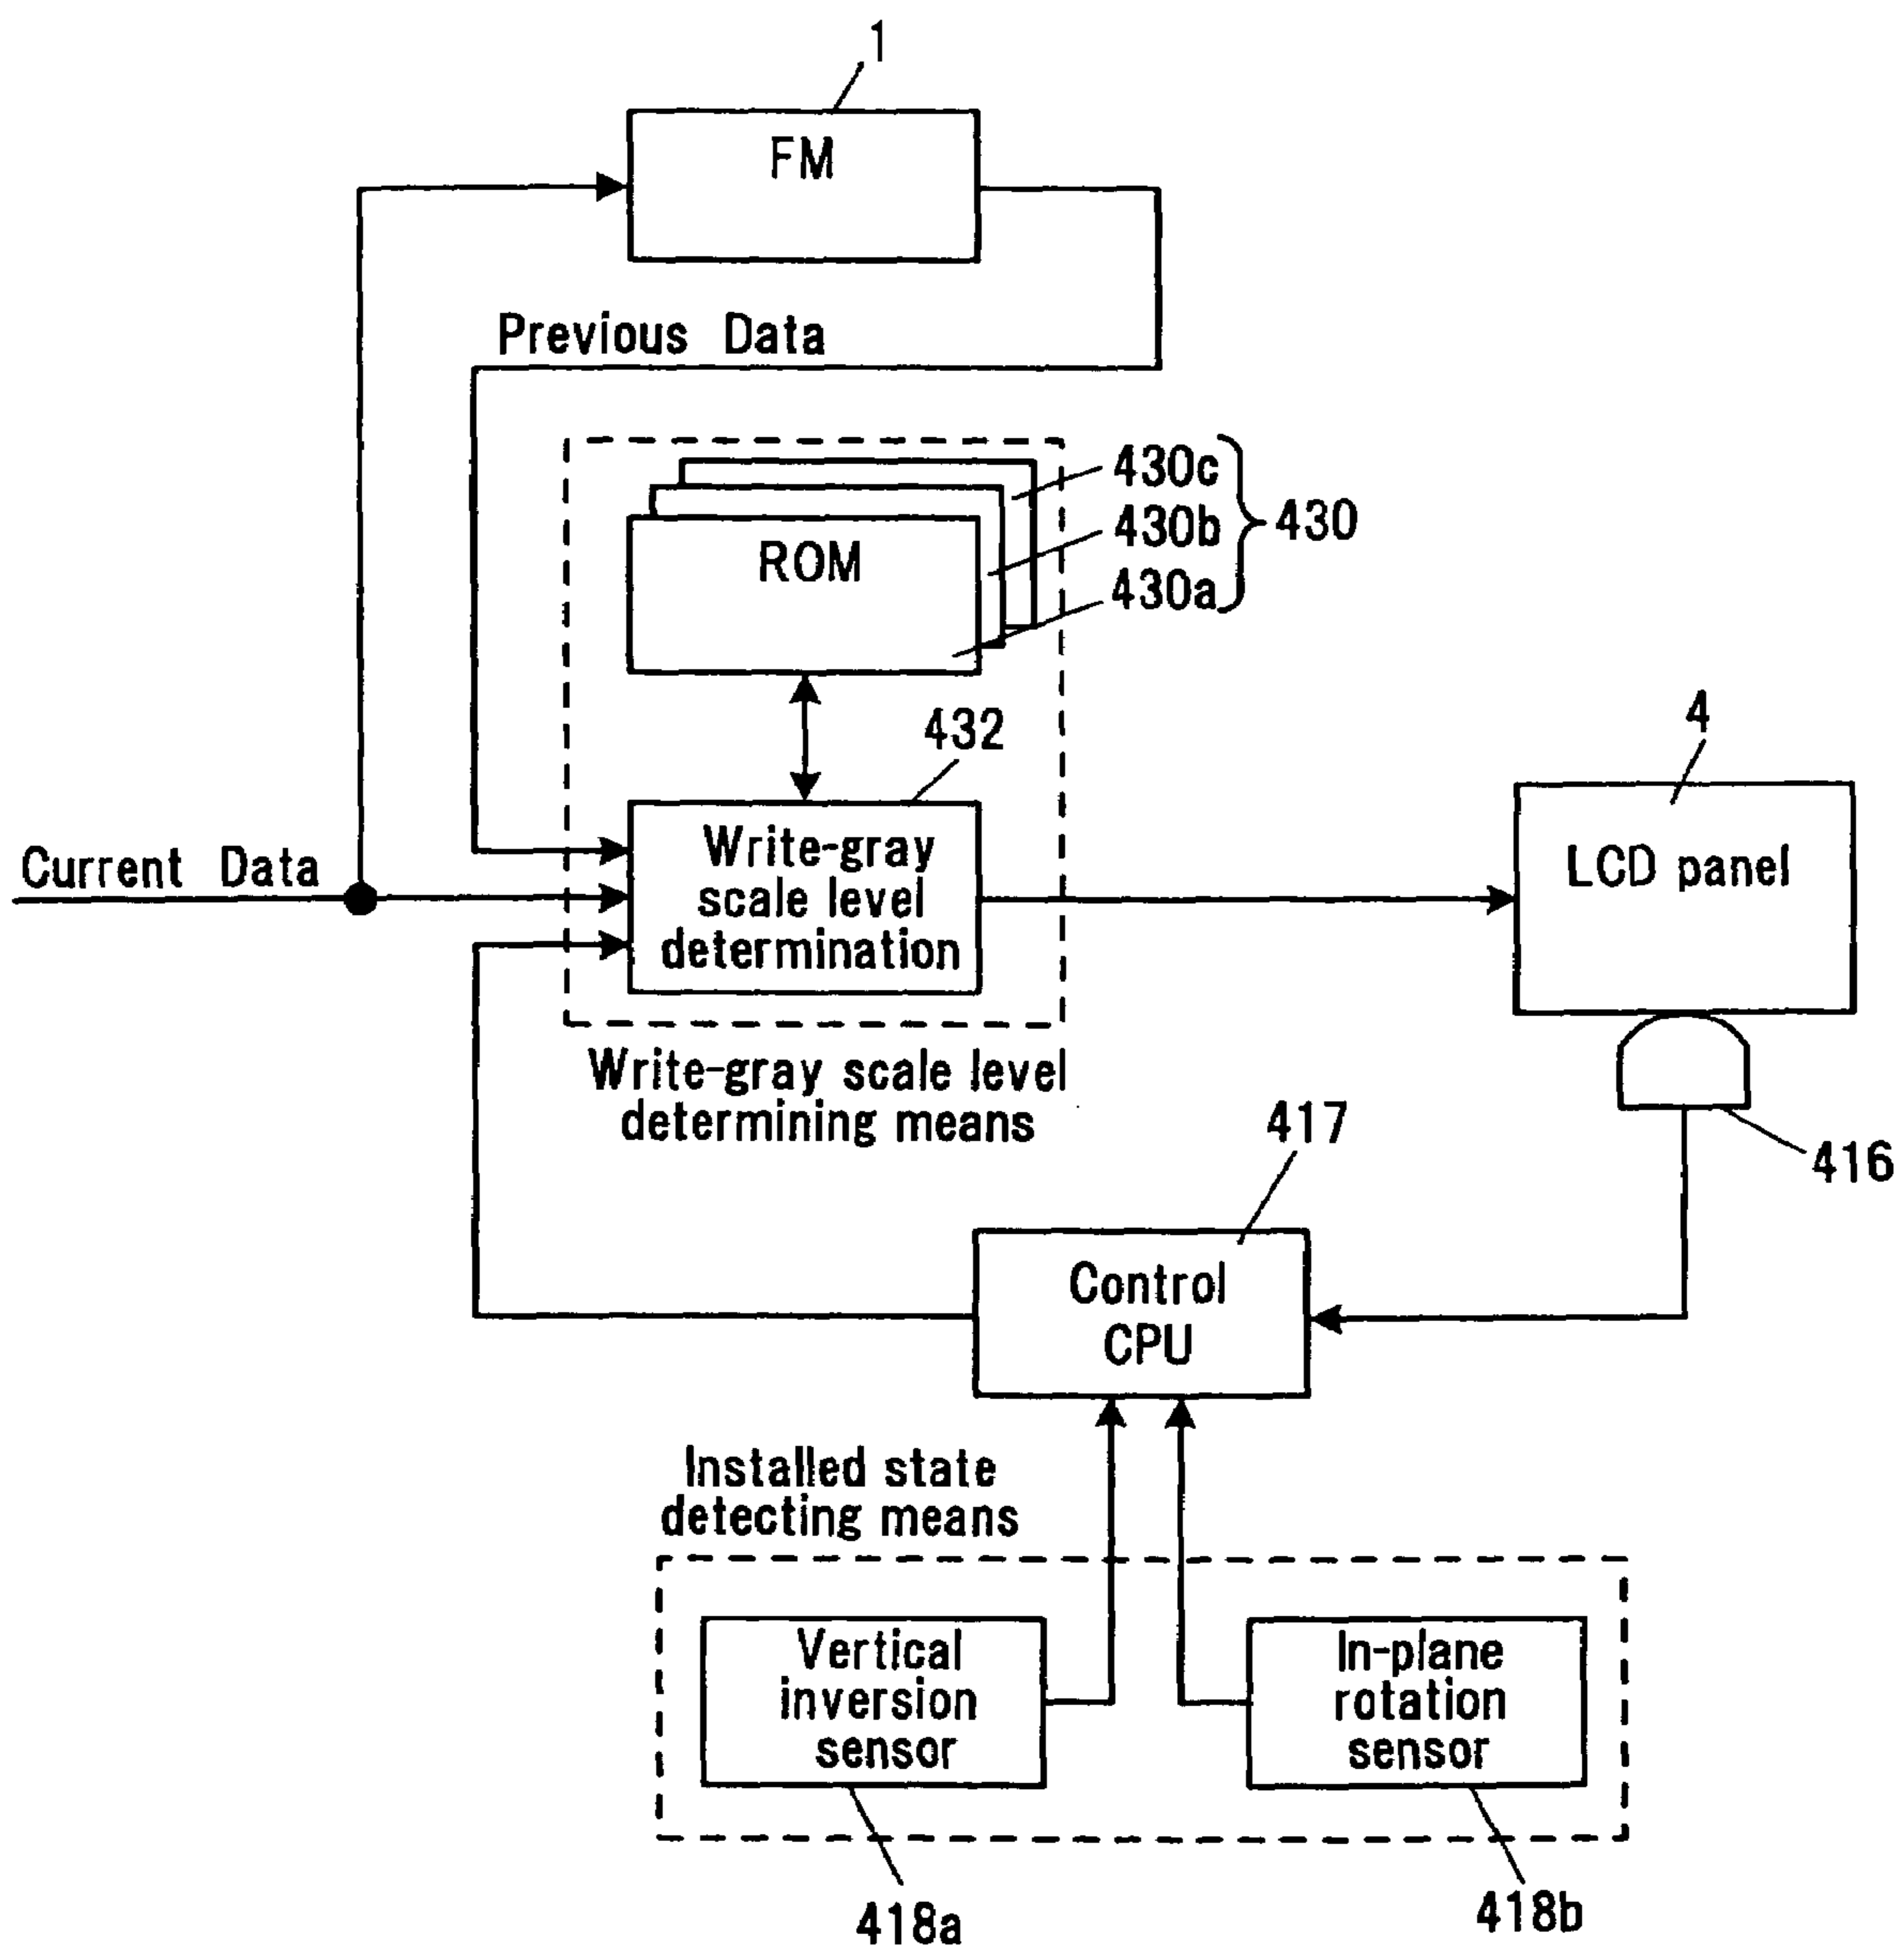 1
FM
Previous Data
430c
430b
430a
430
ROM
432
4
Current Data
Write-gray
scale level
determination
LCD panel
Write-gray scale level
determining means
417
416
Control
CPU
Installed state
detecting means
Vertical
inversion
sensor
In-plane
rotation
sensor
418a
418b